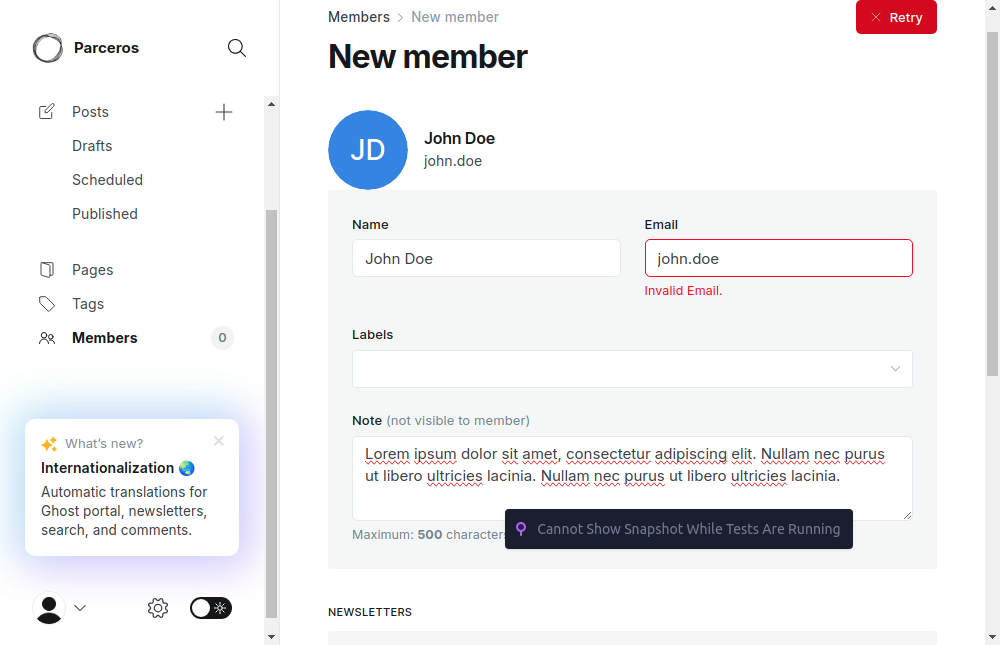 Members > New member
Retry
Parceros
New member
Posts
Drafts
Scheduled
Published
Pages
Tags
Members 0
What's new?
Internationalization
Automatic translations for
Ghost portal, newsletters,
search, and comments.
JD
John Doe
john.doe
Name
John Doe
Email
john.doe
Invalid Email.
Labels
Note (not visible to member)
Lorem ipsum dolor sit amet, consectetur adipiscing elit. Nullam nec purus
ut libero ultricies lacinia. Nullam nec purus ut libero ultricies lacinia.
Maximum: 500
Cannot Show Snapshot While Tests Are Running
NEWSLETTERS